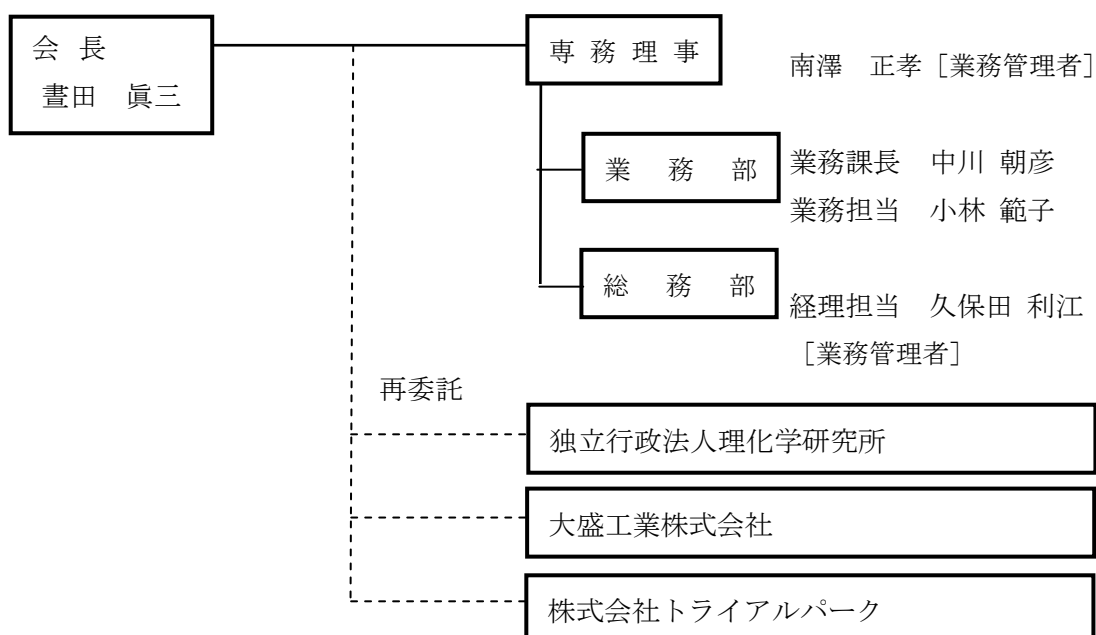 会 長
晝田 眞三
専 務 理 事
南澤 正孝 [業務管理者]
業 務 部
業務課長 中川 朝彦
業務担当 小林 範子
総 務 部
経理担当 久保田 利江
[業務管理者]
再委託
独立行政法人理化学研究所
大盛工業株式会社
株式会社トライアルパーク